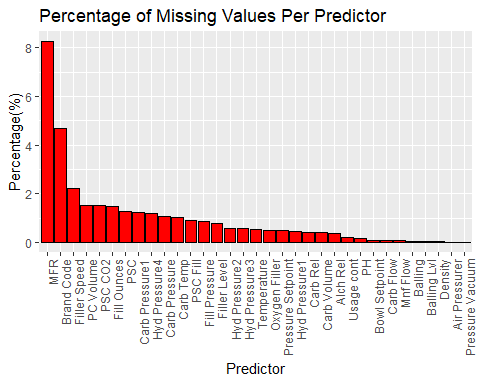 Percentage of Missing Values Per Predictor
Percentage(%)
8
6
4
2
0
MFR
Brand Code
Filler Speed
PC Volume
PSC CO2
Fill Ounces
PSC
Carb Pressure1
Hyd Pressure4
Carb Pressure
Carb Temp
PSC Fill
Fill Pressure
Filler Level
Hyd Pressure2
Hyd Pressure3
Temperature
Oxygen Filler
Pressure Setpoint
Hyd Pressure1
Carb Rel
Carb Volume
Alch Rel
Usage cont
PH
Bowl Setpoint
Carb Flow
Mnf Flow
Balling
Balling Lvl
Density
Air Pressurer
Pressure Vacuum
Predictor